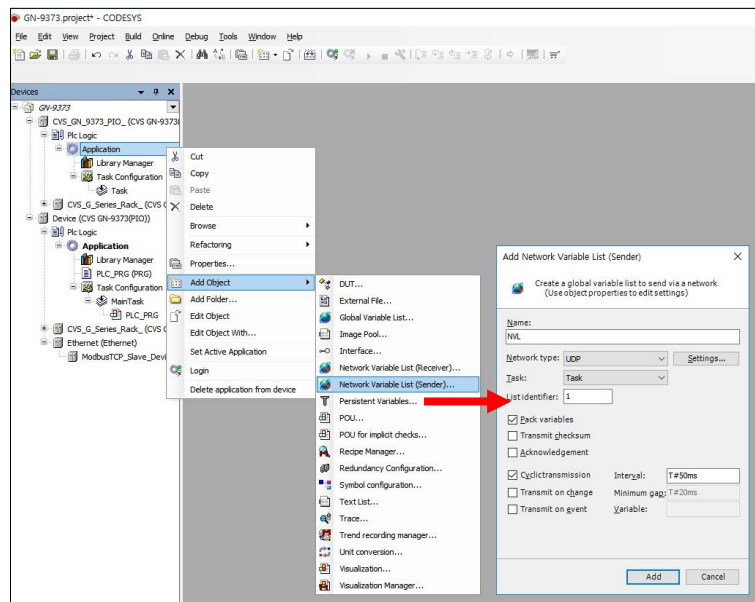 GN-9373.project* - CODESYS
File Edit View Project Build Online Debug Tools Window Help
Devices
GN-9373
CVS_GN_9373_PIO_ (CVS GN-9373(
Plc Logic
Application
Library Manager
Task Configuration
Task
CVS_G_Series_Rack_ (CVS G
Device (CVS GN-9373(PIO))
Plc Logic
Application
Library Manager
PLC_PRG (PRG)
Task Configuration
MainTask
PLC_PRG
CVS_G_Series_Rack_ (CVS G
Ethernet (Ethernet)
ModbusTCP_Slave_Devi
Cut
Copy
Paste
Delete
Browse
Refactoring
Properties...
Add Object
Add Folder...
Edit Object
Edit Object With...
Set Active Application
Login
Delete application from device
DUT...
External File...
Global Variable List...
Image Pool...
Interface...
Network Variable List (Receiver)...
Network Variable List (Sender)...
Persistent Variables...
POU...
POU for implicit checks...
Recipe Manager...
Redundancy Configuration...
Symbol configuration...
Text List...
Trace...
Trend recording manager...
Unit conversion...
Visualization...
Visualization Manager...
Add Network Variable List (Sender)
Create a global variable list to send via a network
(Use object properties to edit settings)
Name:
NVL
Network type: UDP Settings...
Task: Task
List identifier: 1
Pack variables
Transmit checksum
Acknowledgement
Cyclictransmission Interval: T#50ms
Transmit on change Minimum gap: T#20ms
Transmit on event Variable:
Add Cancel